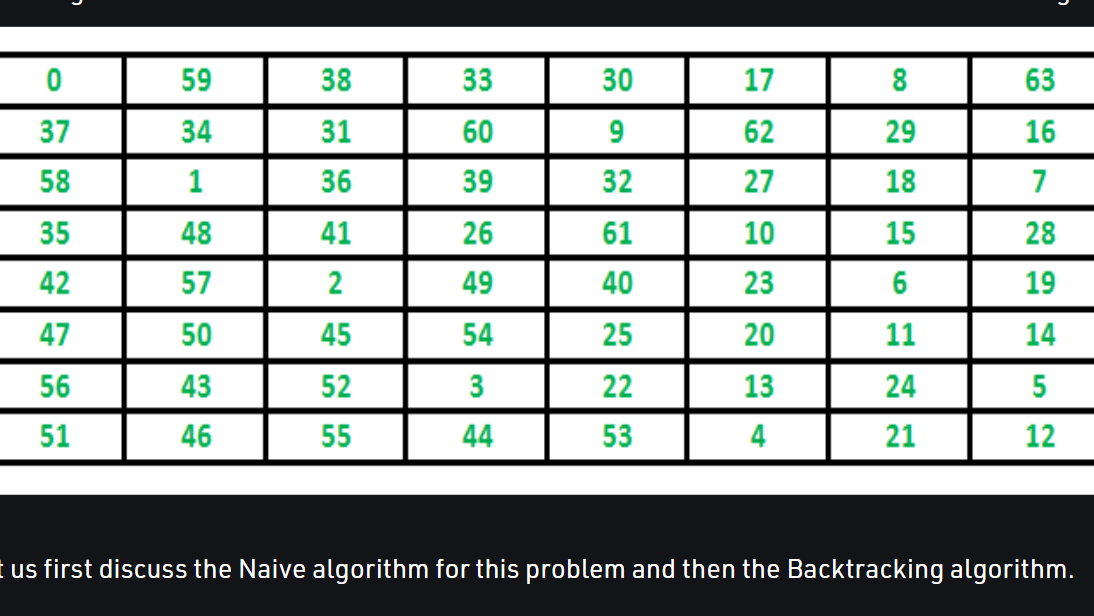 0 59 38 33 30 17 8 63
37 34 31 60 9 62 29 16
58 1 36 39 32 27 18 7
35 48 41 26 61 10 15 28
42 57 2 49 40 23 6 19
47 50 45 54 25 20 11 14
56 43 52 3 22 13 24 5
51 46 55 44 53 4 21 12
us first discuss the Naive algorithm for this problem and then the Backtracking algorithm.